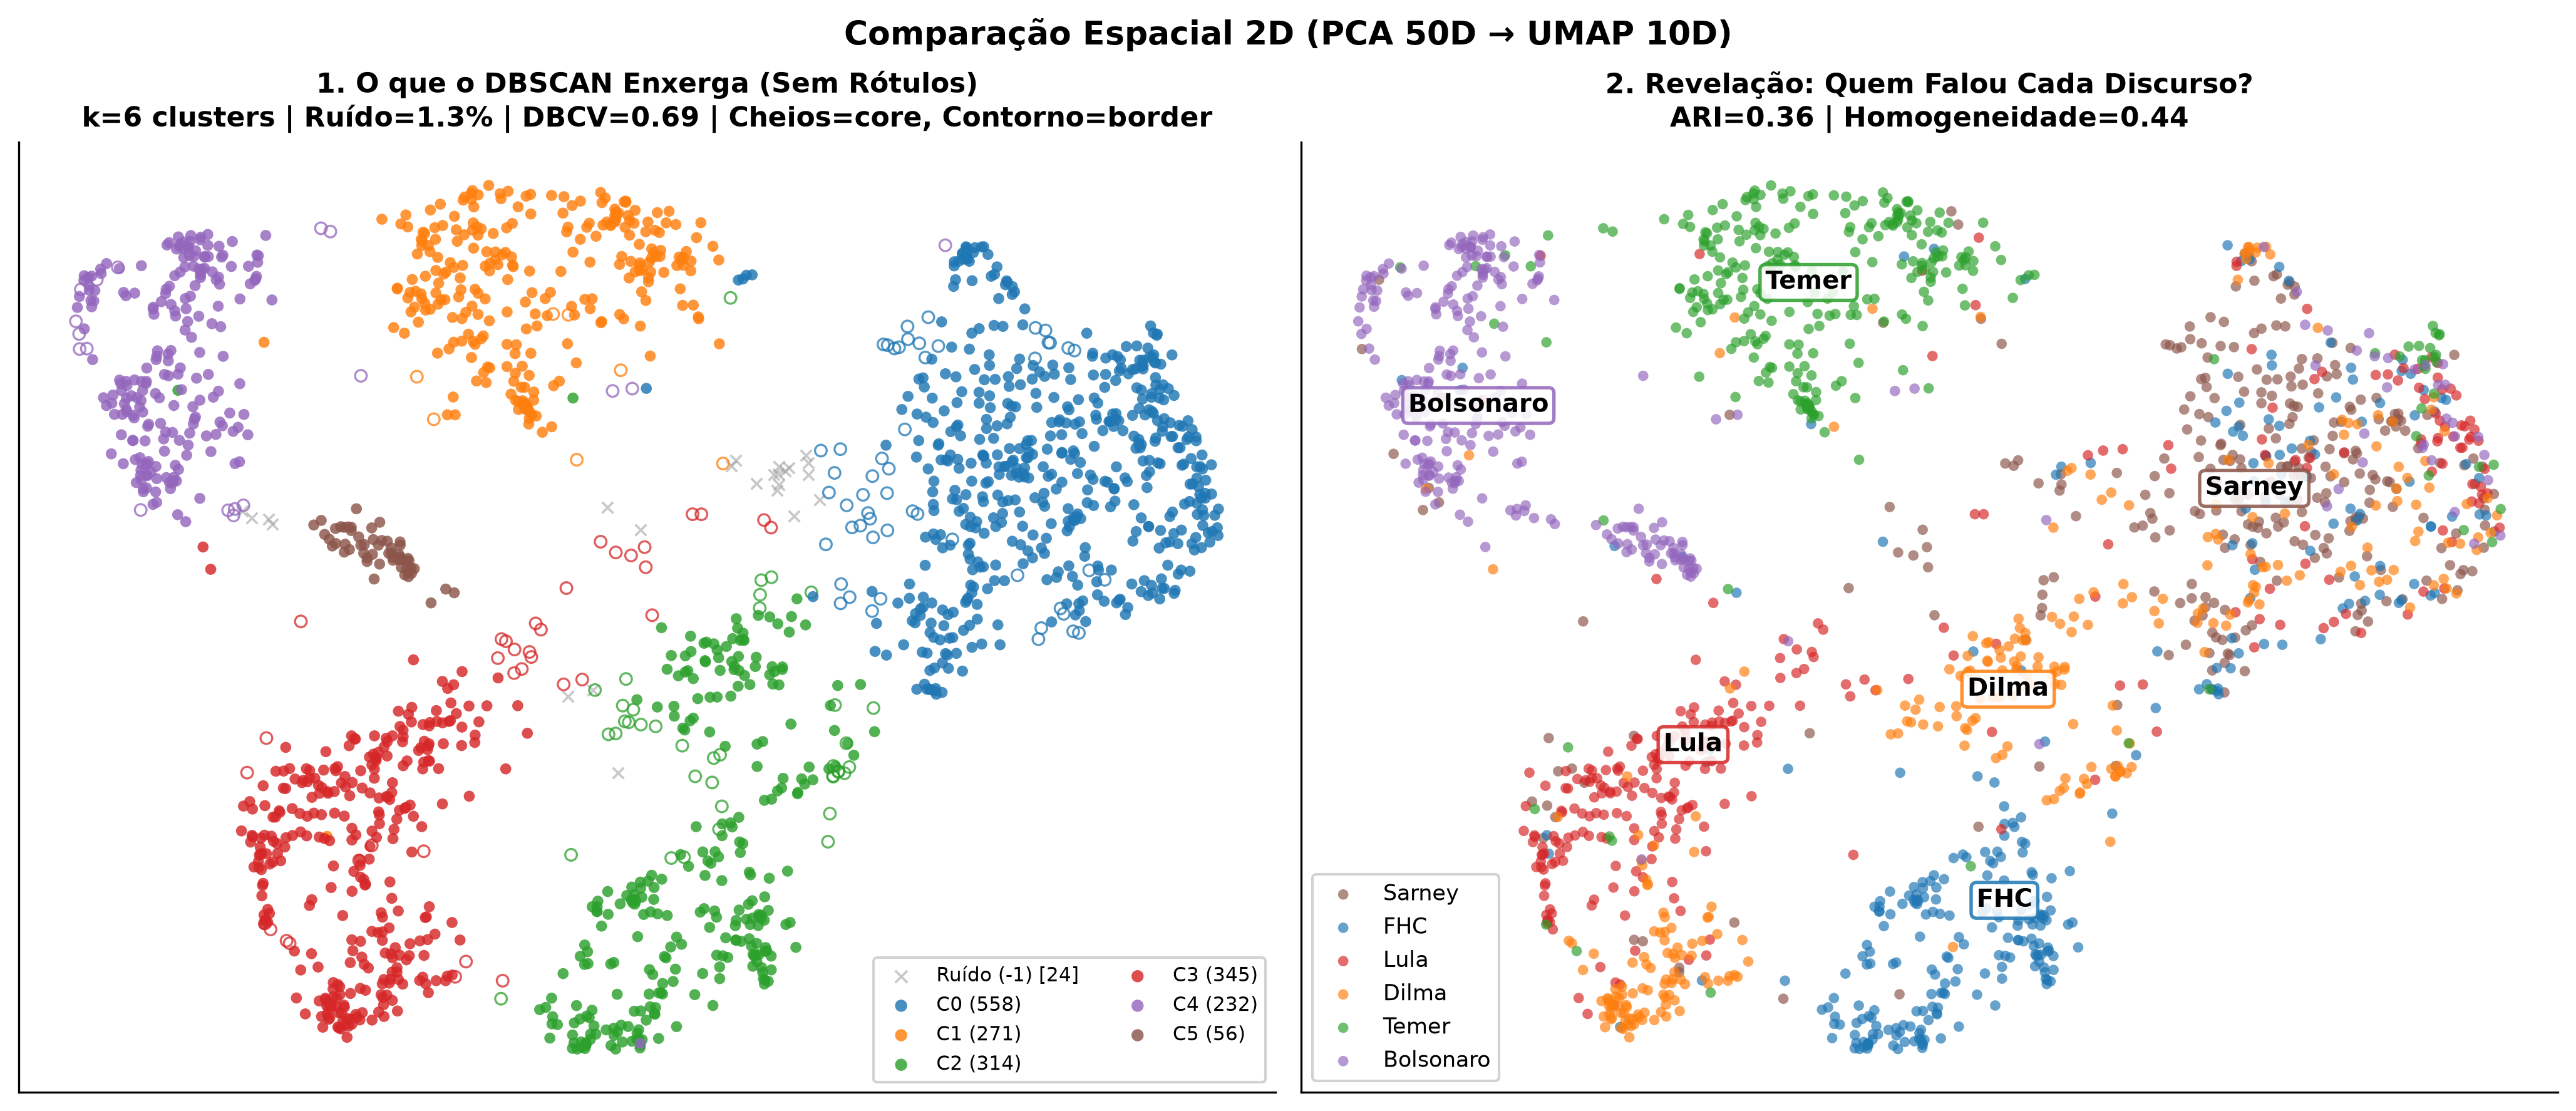 Comparação Espacial 2D (PCA 50D → UMAP 10D)
1. O que o DBSCAN Enxerga (Sem Rótulos)
k=6 clusters | Ruído=1.3% | DBCV=0.69 | Cheios=core, Contorno=border
Ruído (-1) [24]
C0 (558)
C1 (271)
C2 (314)
C3 (345)
C4 (232)
C5 (56)
2. Revelação: Quem Falou Cada Discurso?
ARI=0.36 | Homogeneidade=0.44
Temer
Bolsonaro
Sarney
Dilma
Lula
FHC
Sarney
FHC
Lula
Dilma
Temer
Bolsonaro